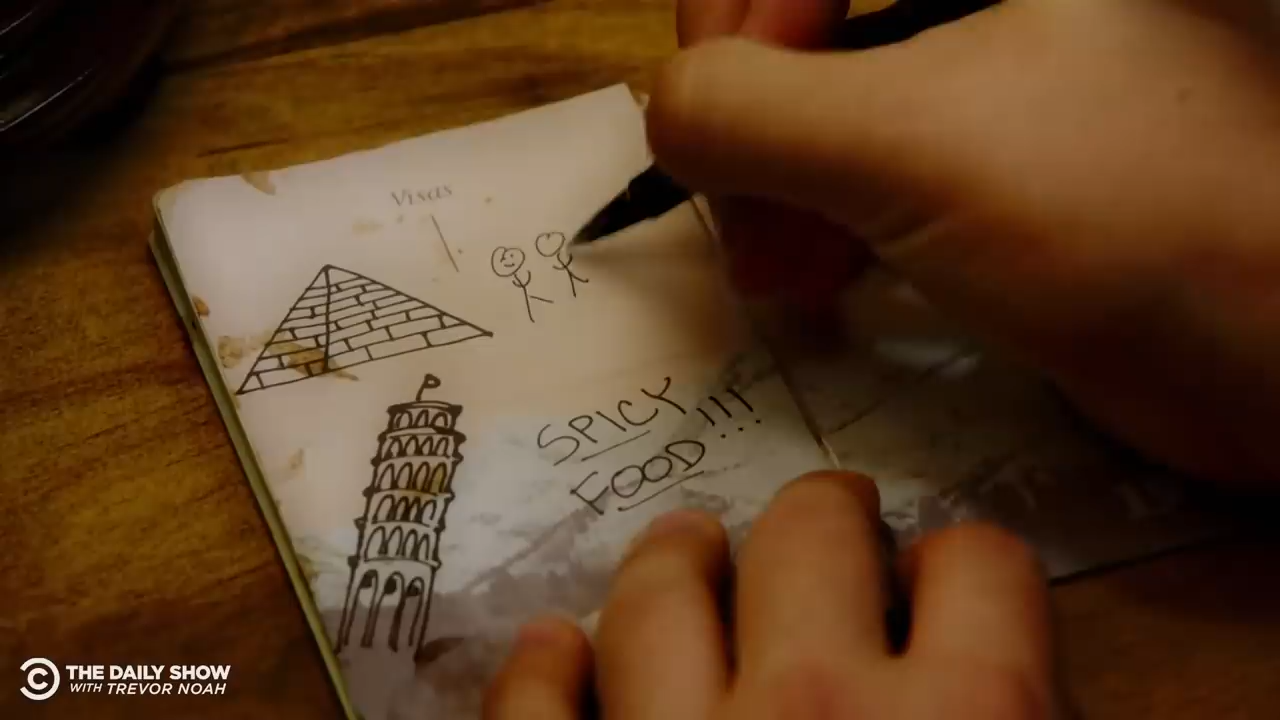 Visas
SPICY
FOOD!!!
THE DAILY SHOW
WITH TREVOR NOAH